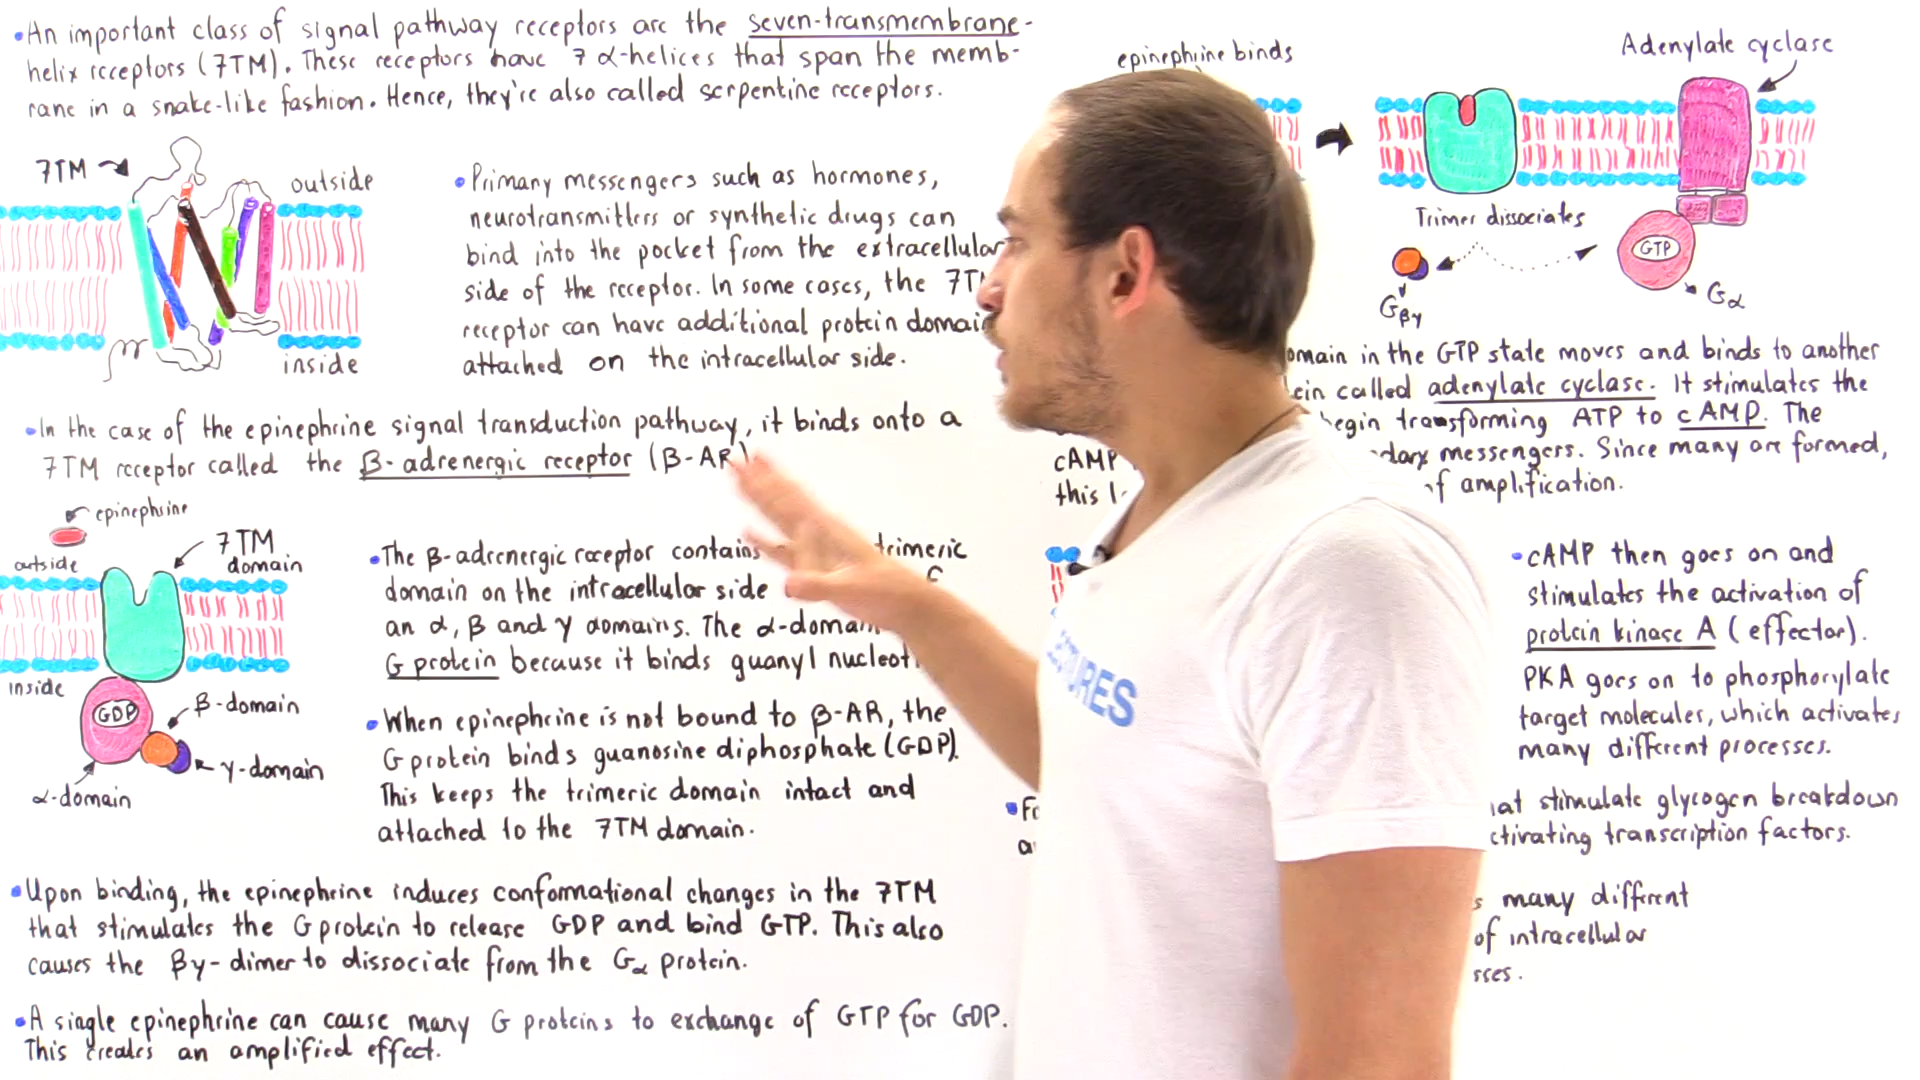 •An important class of signal pathway receptors are the seven-transmembrane-
helix receptors (7TM). These receptors have 7 α-helices that span the memb-
rane in a snake-like fashion. Hence, they're also called serpentine receptors.
7TM
outside
inside
•Primary messengers such as hormones,
neurotransmitters or synthetic drugs can
bind into the pocket from the extracellular
side of the receptor. In some cases, the 7TM
receptor can have additional protein domain
attached on the intracellular side.
•In the case of the epinephrine signal transduction pathway, it binds onto a
7TM receptor called the β-adrenergic receptor (β-AR)
epinephrine
outside
7TM
domain
inside
GDP
β-domain
γ-domain
α-domain
•The β-adrenergic receptor contains trimeric
domain on the intracellular side
an α, β and γ domains. The α-domain
G protein because it binds guanyl nucleot
•When epinephrine is not bound to β-AR, the
G protein binds guanosine diphosphate (GDP).
This keeps the trimeric domain intact and
attached to the 7TM domain.
•Upon binding, the epinephrine induces conformational changes in the 7TM
that stimulates the G protein to release GDP and bind GTP. This also
causes the βγ-dimer to dissociate from the Gα protein.
•A single epinephrine can cause many G proteins to exchange of GTP for GDP.
This creates an amplified effect.
epinephrine binds
Adenylate cyclase
Trimer dissociates
GTP
Gβγ
Gα
omain in the GTP state moves and binds to another
ein called adenylate cyclase. It stimulates the
egin transforming ATP to cAMP. The
cAMP dary messengers. Since many are formed,
this l of amplification.
•cAMP then goes on and
stimulates the activation of
protein kinase A (effector).
PKA goes on to phosphorylate
target molecules, which activates
many different processes.
•Fo at stimulate glycogen breakdown
a ctivating transcription factors.
s many different
of intracellular
sses.
CTURES